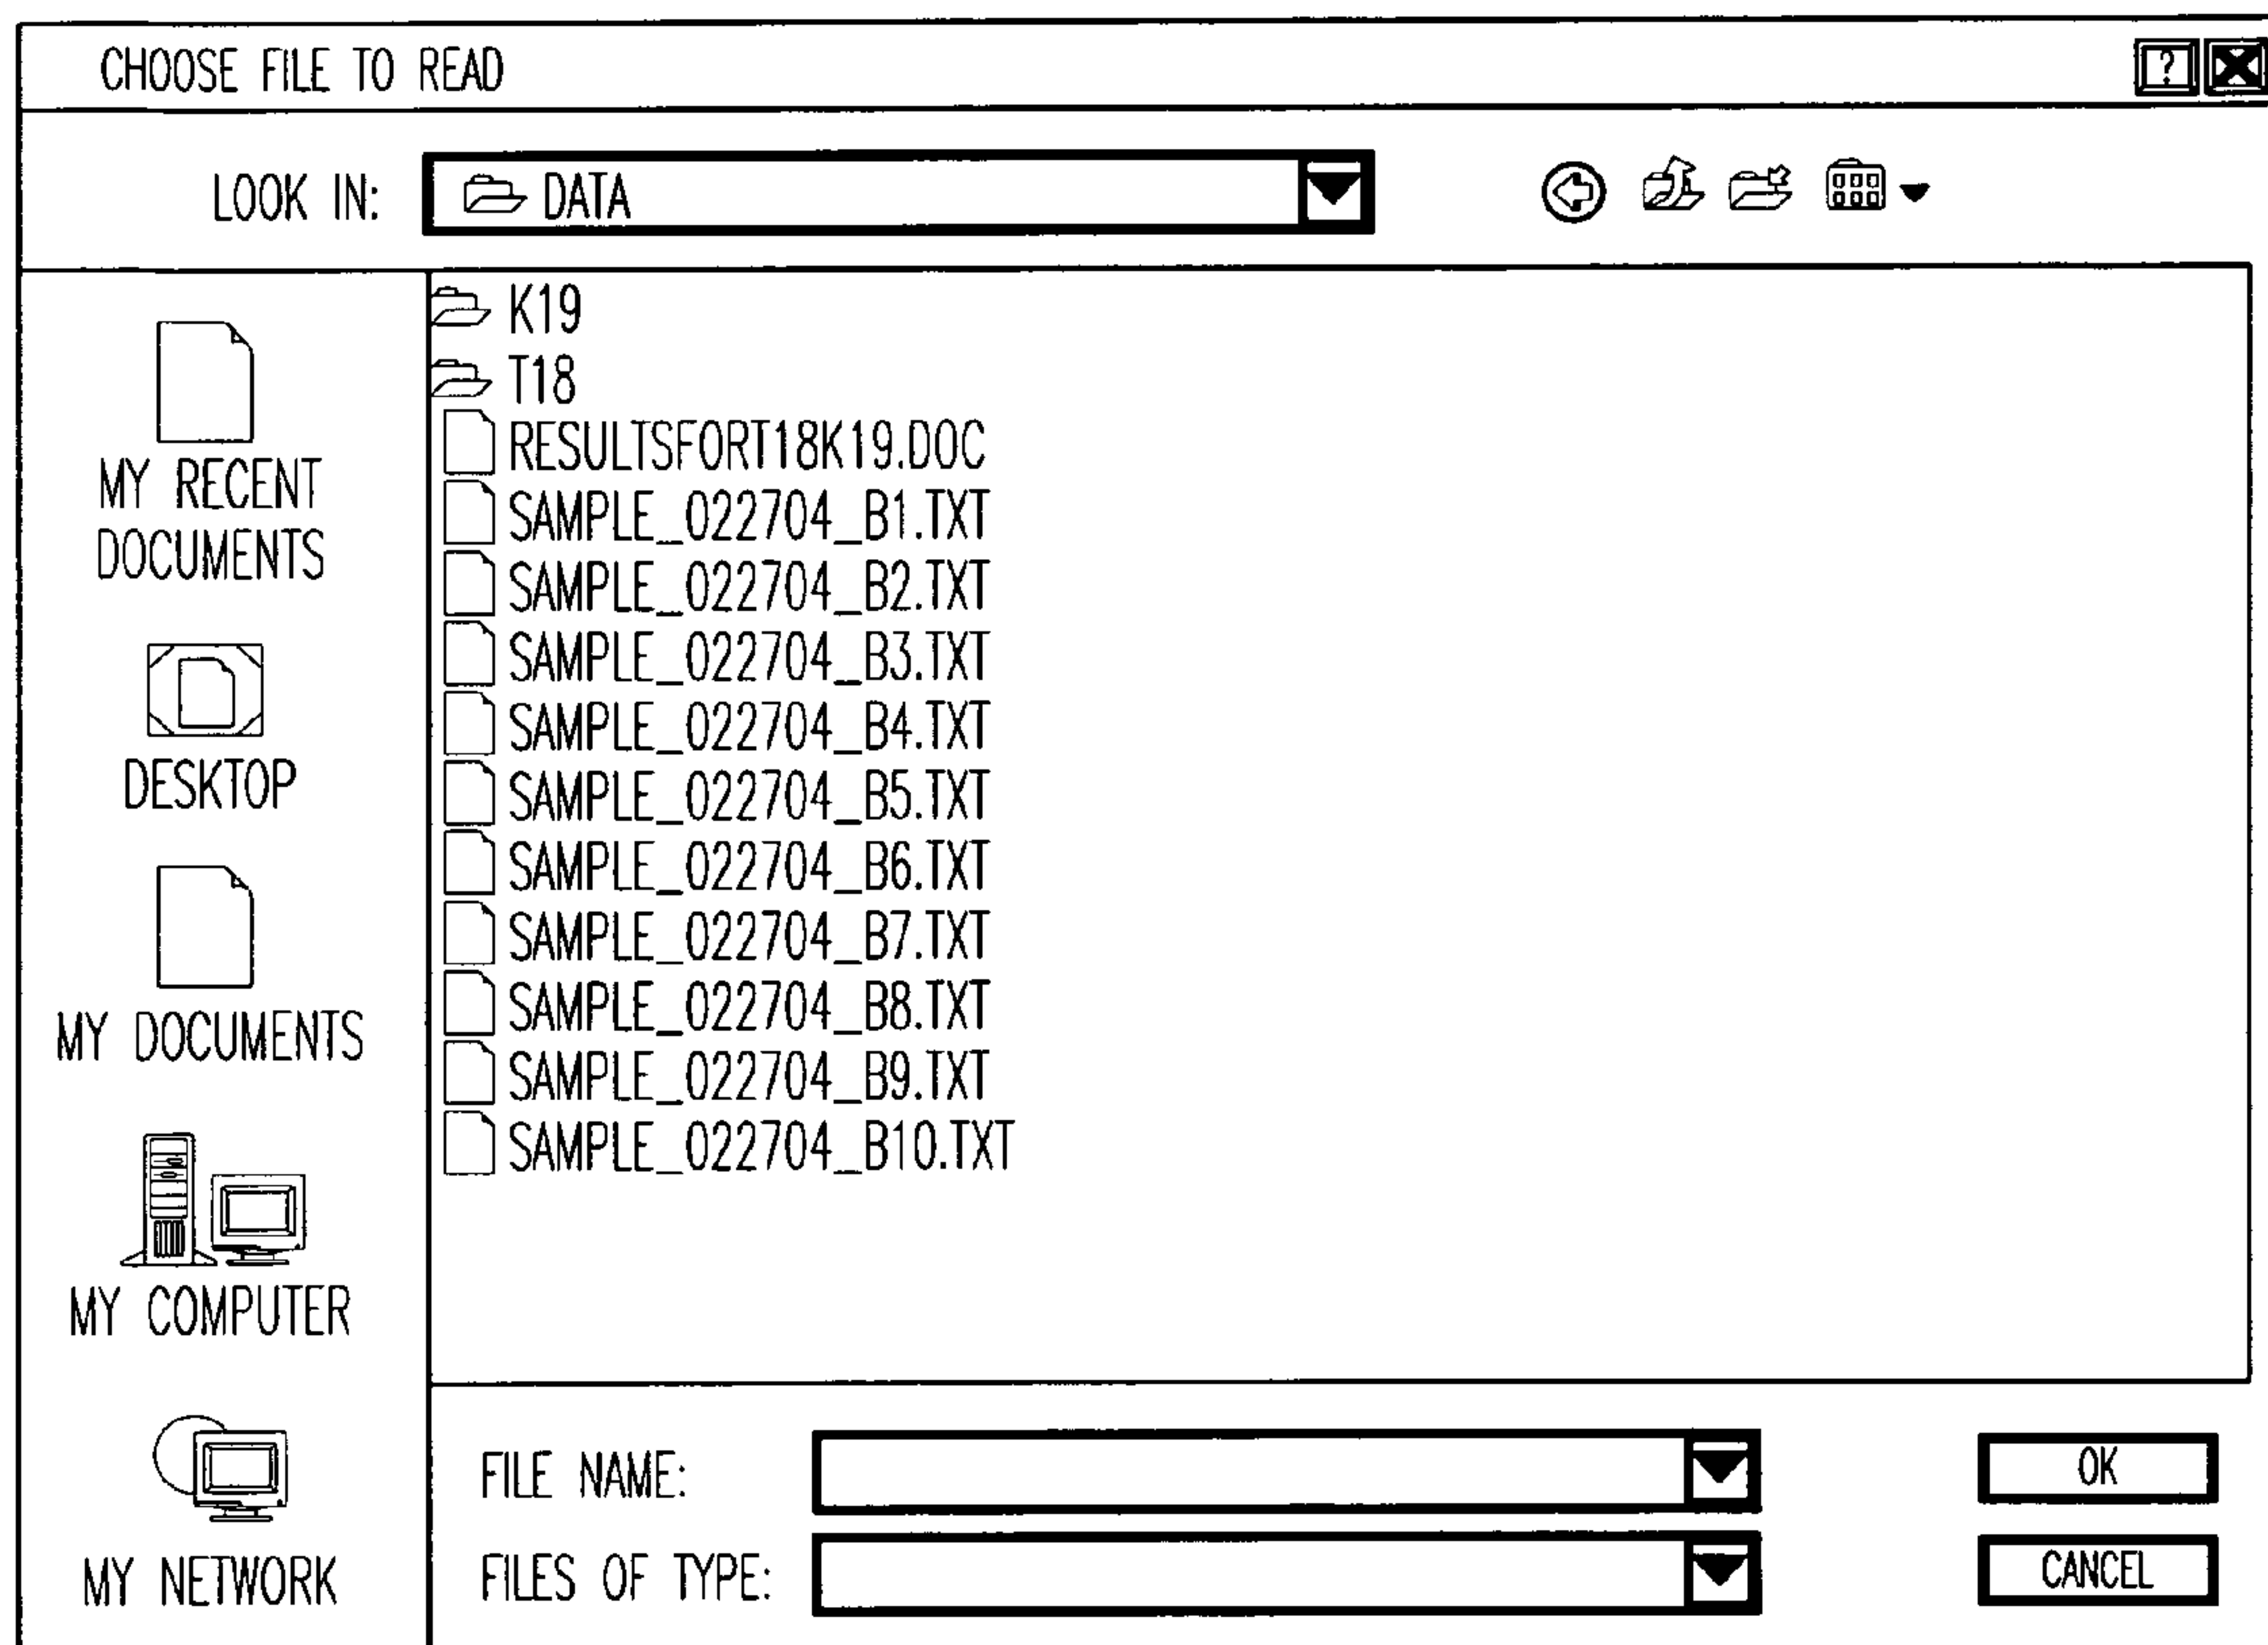 CHOOSE FILE TO READ
?
LOOK IN:
DATA
K19
T18
RESULTSFORT18K19.DOC
SAMPLE_022704_B1.TXT
SAMPLE_022704_B2.TXT
SAMPLE_022704_B3.TXT
SAMPLE_022704_B4.TXT
SAMPLE_022704_B5.TXT
SAMPLE_022704_B6.TXT
SAMPLE_022704_B7.TXT
SAMPLE_022704_B8.TXT
SAMPLE_022704_B9.TXT
SAMPLE_022704_B10.TXT
MY RECENT
DOCUMENTS
DESKTOP
MY DOCUMENTS
MY COMPUTER
MY NETWORK
FILE NAME:
OK
FILES OF TYPE:
CANCEL